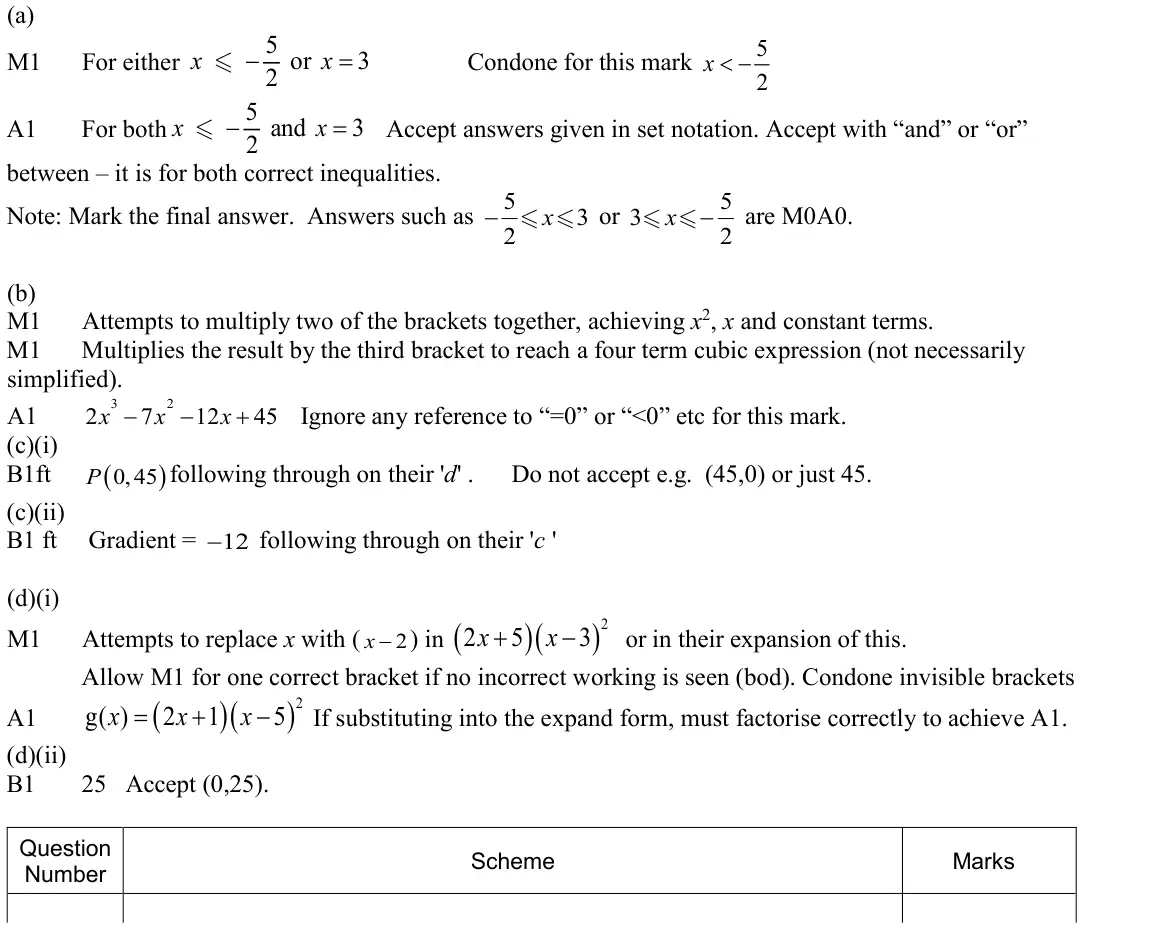 (a)
M1 For either x ⩽ −5/2 or x = 3 Condone for this mark x < −5/2
A1 For both x ⩽ −5/2 and x = 3 Accept answers given in set notation. Accept with “and” or “or”
between – it is for both correct inequalities.
Note: Mark the final answer. Answers such as −5/2 ⩽ x ⩽ 3 or 3 ⩽ x ⩽ −5/2 are M0A0.
(b)
M1 Attempts to multiply two of the brackets together, achieving x², x and constant terms.
M1 Multiplies the result by the third bracket to reach a four term cubic expression (not necessarily
simplified).
A1 2x³ − 7x² − 12x + 45 Ignore any reference to “=0” or “<0” etc for this mark.
(c)(i)
B1ft P(0,45) following through on their 'd' . Do not accept e.g. (45,0) or just 45.
(c)(ii)
B1 ft Gradient = −12 following through on their 'c '
(d)(i)
M1 Attempts to replace x with (x − 2) in (2x + 5)(x − 3)² or in their expansion of this.
Allow M1 for one correct bracket if no incorrect working is seen (bod). Condone invisible brackets
A1 g(x) = (2x + 1)(x − 5)² If substituting into the expand form, must factorise correctly to achieve A1.
(d)(ii)
B1 25 Accept (0,25).
Question
Number
Scheme
Marks